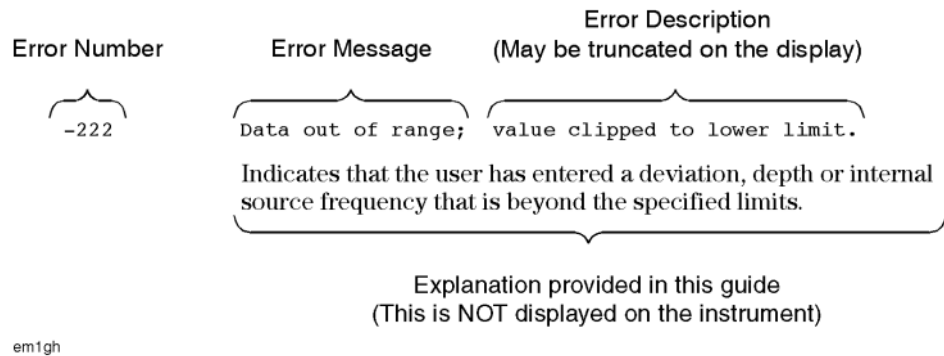 Error Description
Error Number Error Message (May be truncated on the display)
-222 Data out of range; value clipped to lower limit.
Indicates that the user has entered a deviation, depth or internal
source frequency that is beyond the specified limits.
Explanation provided in this guide
(This is NOT displayed on the instrument)
em1gh